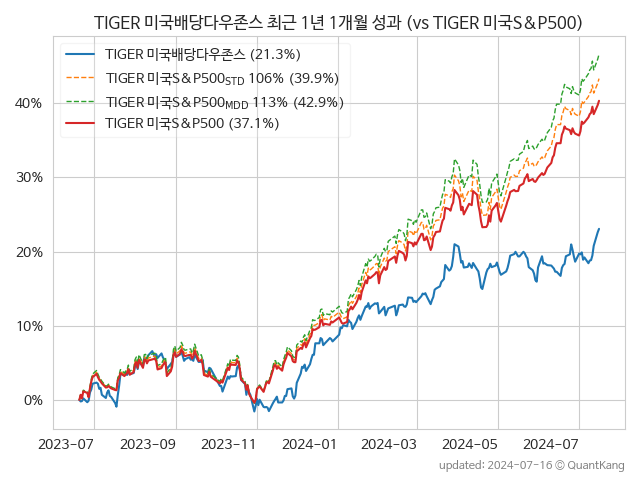 TIGER 미국배당다우존스 최근 1년 1개월 성과 (vs TIGER 미국S&P500)
TIGER 미국배당다우존스 (21.3%)
TIGER 미국S&P500STD 106% (39.9%)
TIGER 미국S&P500MDD 113% (42.9%)
TIGER 미국S&P500 (37.1%)
40%
30%
20%
10%
0%
2023-07 2023-09 2023-11 2024-01 2024-03 2024-05 2024-07
updated: 2024-07-16 © QuantKang